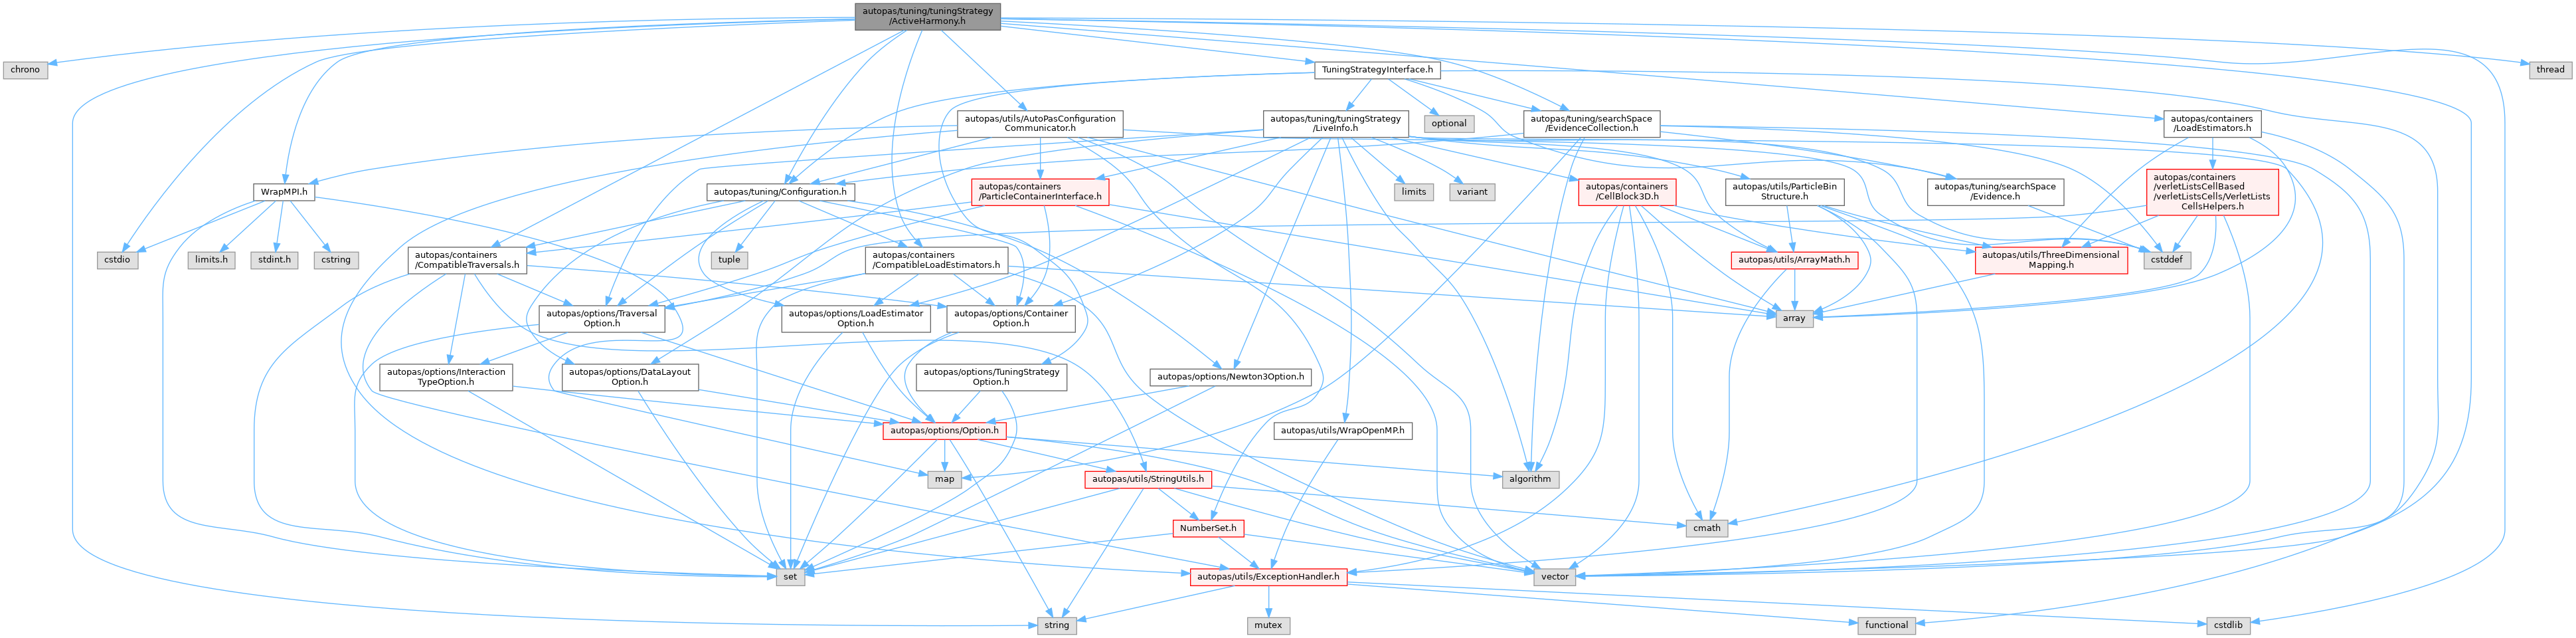 autopas/tuning/tuningStrategy
/ActiveHarmony.h
chrono
TuningStrategyInterface.h
thread
autopas/utils/AutoPasConfiguration
Communicator.h
autopas/tuning/tuningStrategy
/LiveInfo.h
optional
autopas/tuning/searchSpace
/EvidenceCollection.h
autopas/containers
/LoadEstimators.h
WrapMPI.h
autopas/tuning/Configuration.h
autopas/containers
/ParticleContainerInterface.h
limits
variant
autopas/containers
/CellBlock3D.h
autopas/utils/ParticleBin
Structure.h
autopas/tuning/searchSpace
/Evidence.h
autopas/containers
/verletListsCellBased
/verletListsCells/VerletLists
CellsHelpers.h
cstdio
limits.h
stdint.h
cstring
autopas/containers
/CompatibleTraversals.h
tuple
autopas/containers
/CompatibleLoadEstimators.h
autopas/utils/ArrayMath.h
autopas/utils/ThreeDimensional
Mapping.h
cstddef
autopas/options/Traversal
Option.h
autopas/options/LoadEstimator
Option.h
autopas/options/Container
Option.h
array
autopas/options/Interaction
TypeOption.h
autopas/options/DataLayout
Option.h
autopas/options/TuningStrategy
Option.h
autopas/options/Newton3Option.h
autopas/options/Option.h
autopas/utils/WrapOpenMP.h
map
autopas/utils/StringUtils.h
algorithm
NumberSet.h
cmath
set
autopas/utils/ExceptionHandler.h
vector
string
mutex
functional
cstdlib